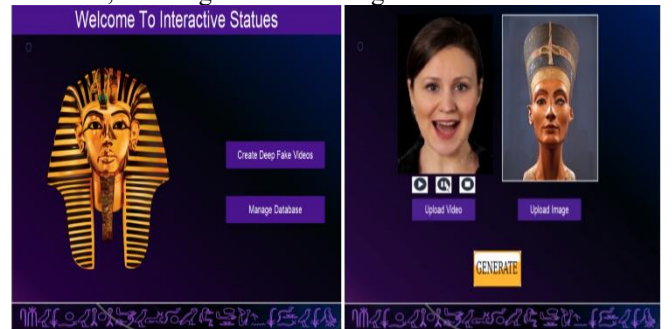 Welcome To Interactive Statues
Create Deep Fake Videos
Manage Database
Upload Video
Upload Image
GENERATE